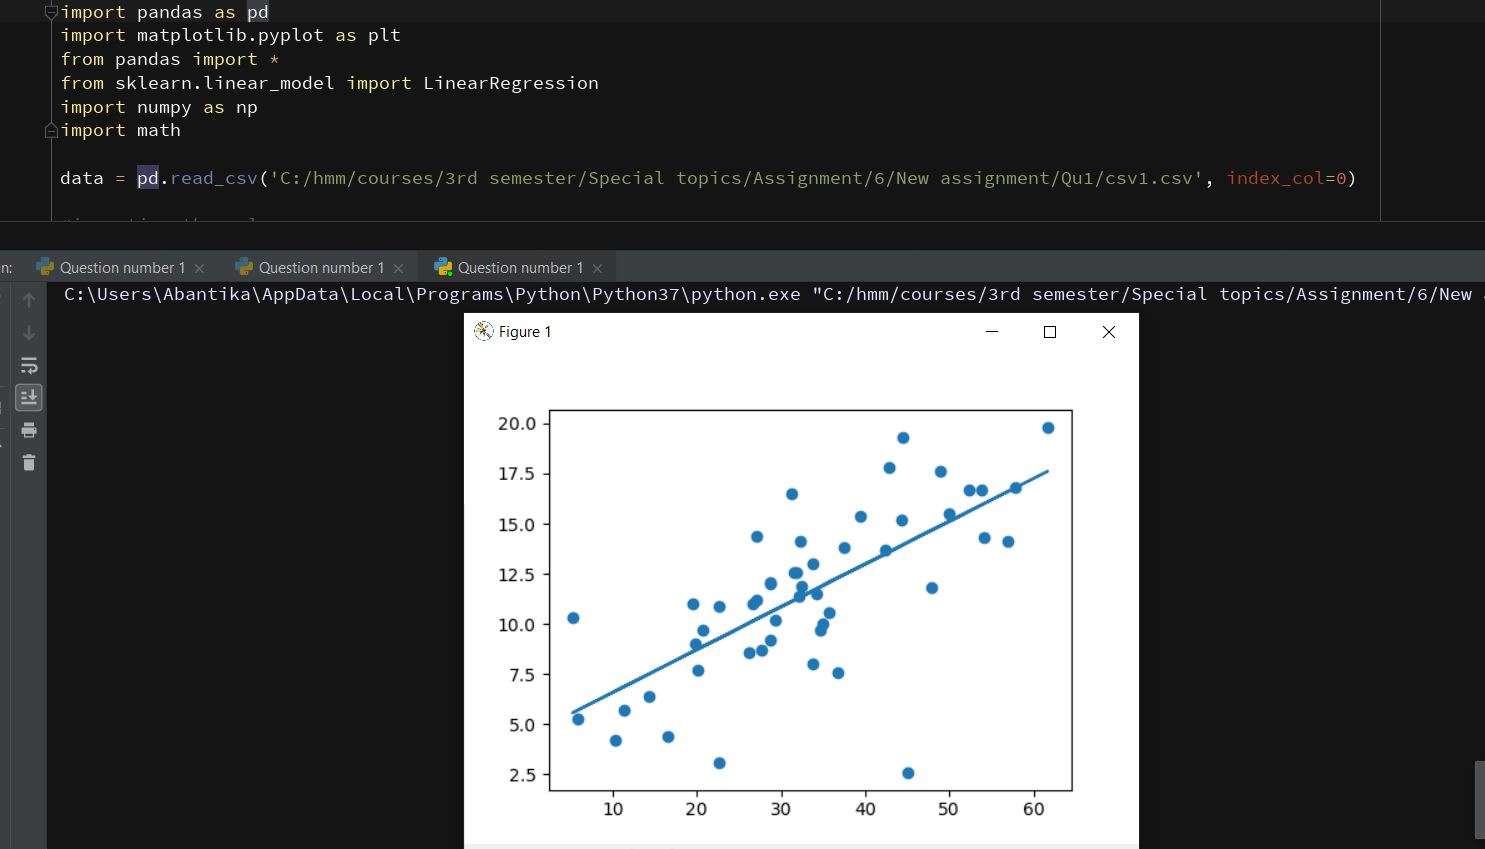 import pandas as pd
import matplotlib.pyplot as plt
from pandas import *
from sklearn.linear_model import LinearRegression
import numpy as np
import math
data = pd.read_csv('C:/hmm/courses/3rd semester/Special topics/Assignment/6/New assignment/Qu1/csv1.csv', index_col=0)
n: Question number 1 × Question number 1 × Question number 1 ×
C:\Users\Abantika\AppData\Local\Programs\Python\Python37\python.exe "C:/hmm/courses/3rd semester/Special topics/Assignment/6/New
Figure 1
20.0
17.5
15.0
12.5
10.0
7.5
5.0
2.5
10 20 30 40 50 60